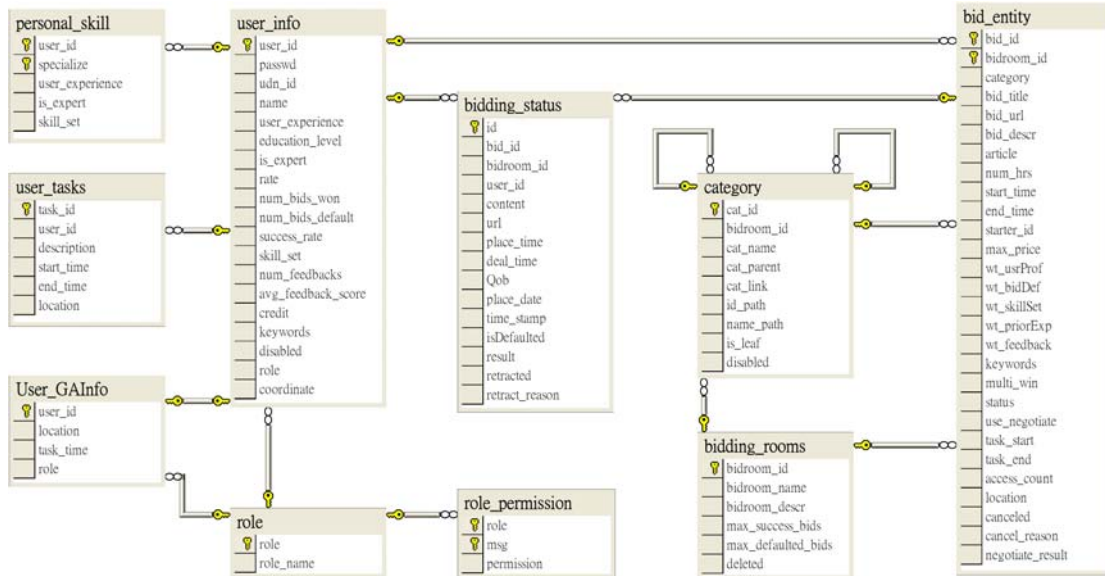 personal_skill
user_id
specialize
user_experience
is_expert
skill_set
user_tasks
task_id
user_id
description
start_time
end_time
location
User_GAInfo
user_id
location
task_time
role
user_info
user_id
passwd
udn_id
name
user_experience
education_level
is_expert
rate
num_bids_won
num_bids_default
success_rate
skill_set
num_feedbacks
avg_feedback_score
credit
keywords
disabled
role
coordinate
role
role
role_name
bidding_status
id
bid_id
bidroom_id
user_id
content
url
place_time
deal_time
Qob
place_date
time_stamp
isDefaulted
result
retracted
retract_reason
role_permission
role
msg
permission
category
cat_id
bidroom_id
cat_name
cat_parent
cat_link
id_path
name_path
is_leaf
disabled
bidding_rooms
bidroom_id
bidroom_name
bidroom_descr
max_success_bids
max_defaulted_bids
deleted
bid_entity
bid_id
bidroom_id
category
bid_title
bid_url
bid_descr
article
num_hrs
start_time
end_time
starter_id
max_price
wt_usrProf
wt_bidDef
wt_skillSet
wt_priorExp
wt_feedback
keywords
multi_win
status
use_negotiate
task_start
task_end
access_count
location
canceled
cancel_reason
negotiate_result